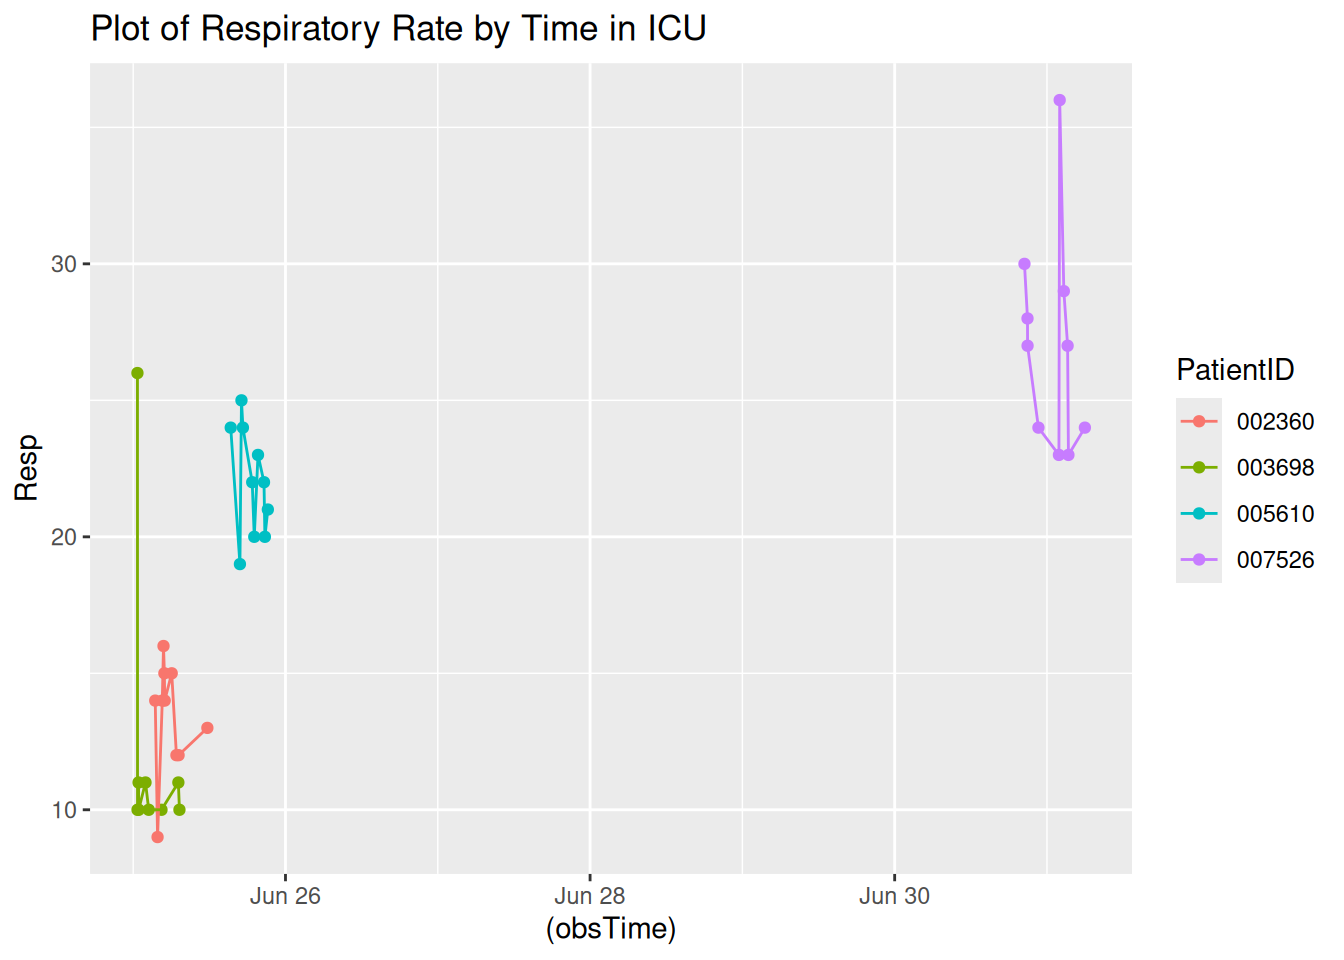 Plot of Respiratory Rate by Time in ICU
Resp
30
20
10
Jun 26
Jun 28
Jun 30
(obsTime)
PatientID
002360
003698
005610
007526